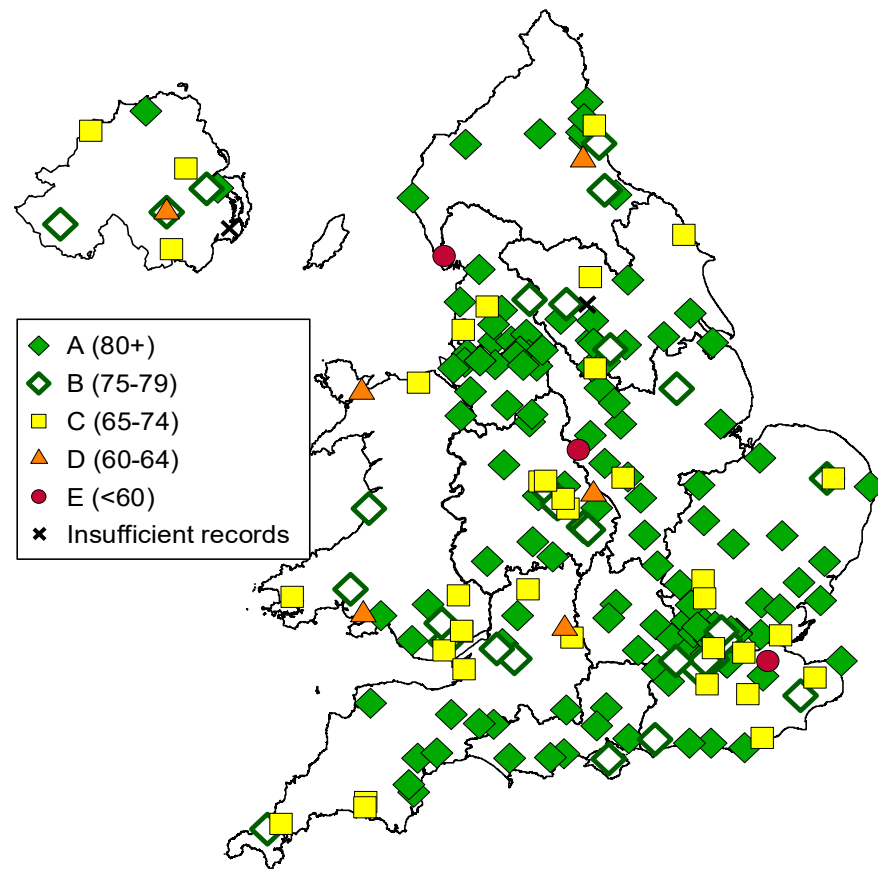 A (80+)
B (75-79)
C (65-74)
D (60-64)
E (<60)
Insufficient records